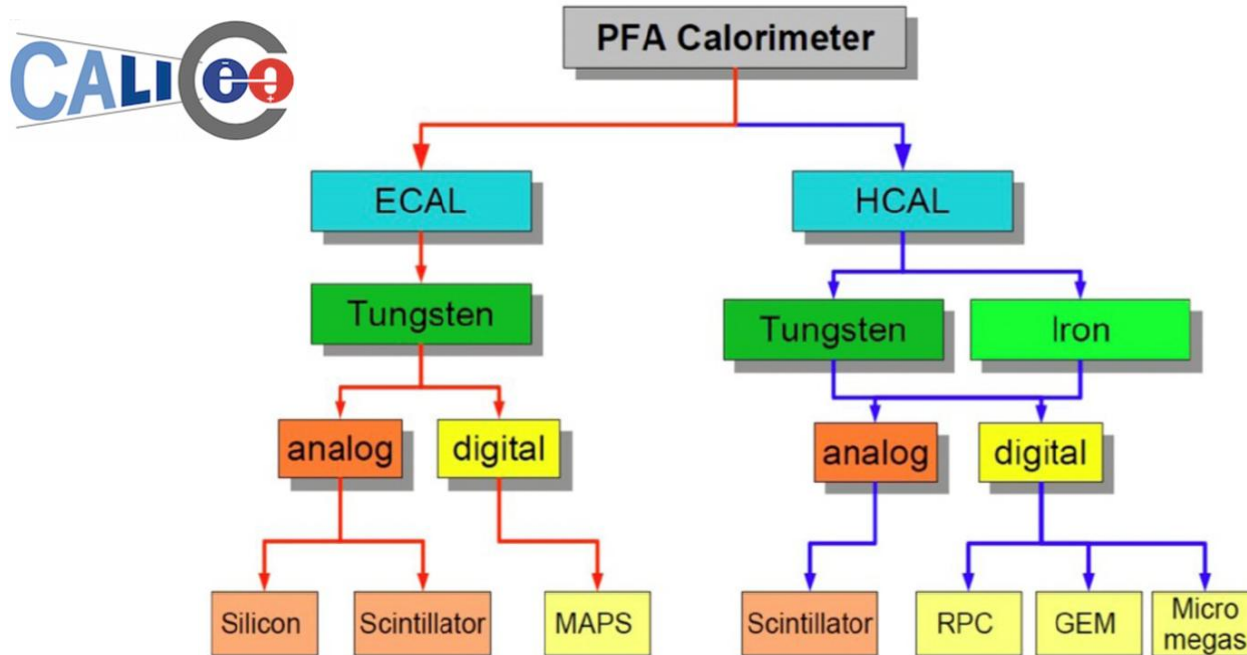 CALICe
PFA Calorimeter
ECAL
HCAL
Tungsten
Tungsten
Iron
analog
digital
analog
digital
Silicon
Scintillator
MAPS
Scintillator
RPC
GEM
Micro
megas